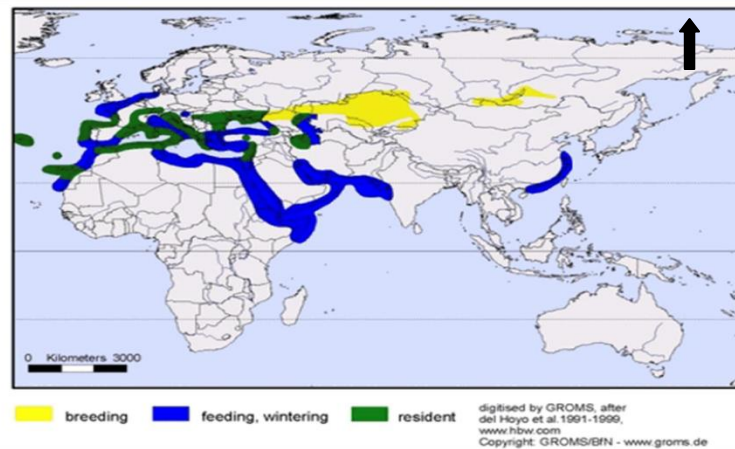 0 Kilometers 3000
breeding
feeding, wintering
resident
digitised by GROMS, after
del Hoyo et al.1991-1999,
www.hbw.com
Copyright: GROMS/BfN - www.groms.de